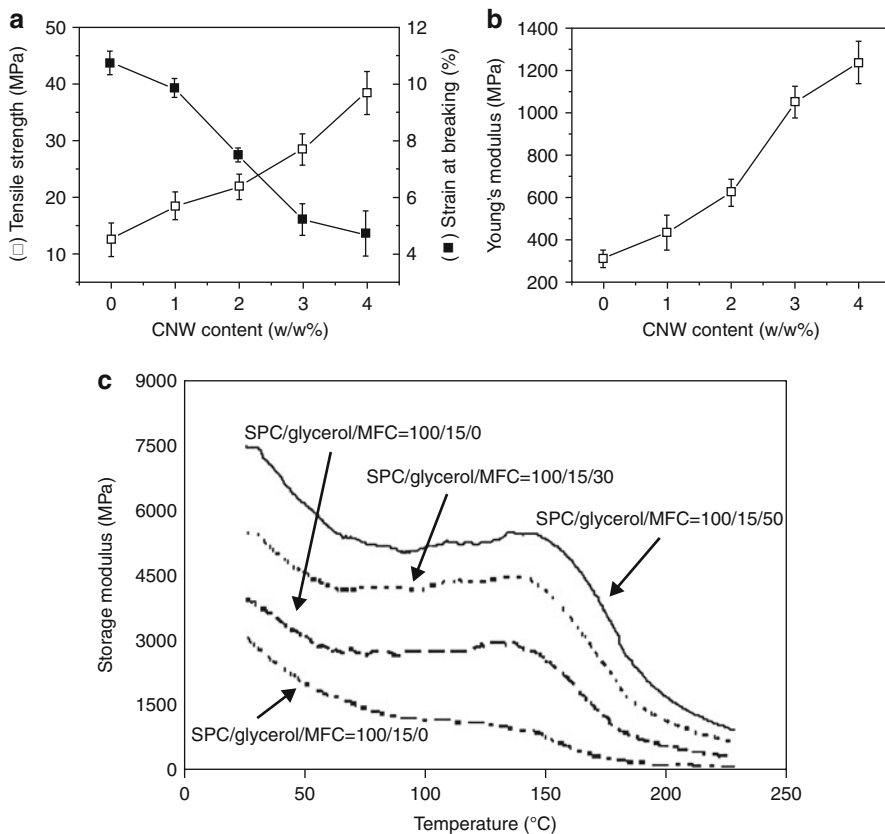 a
50
40
30
20
10
(□) Tensile strength (MPa)
12
10
8
6
4
(■) Strain at breaking (%)
0 1 2 3 4
CNW content (w/w%)
b
1400
1200
1000
800
600
400
200
Young's modulus (MPa)
0 1 2 3 4
CNW content (w/w%)
c
9000
7500
6000
4500
3000
1500
0
Storage modulus (MPa)
SPC/glycerol/MFC=100/15/0
SPC/glycerol/MFC=100/15/30
SPC/glycerol/MFC=100/15/50
SPC/glycerol/MFC=100/15/0
0 50 100 150 200 250
Temperature (°C)